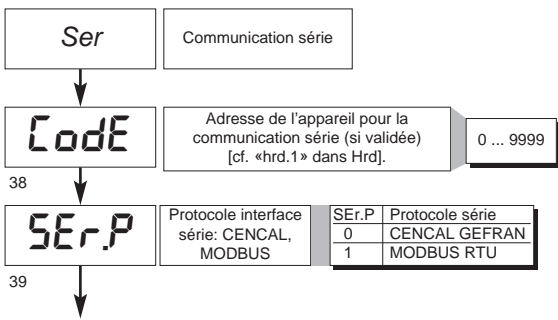 Ser
Communication série
CodE
Adresse de l'appareil pour la
communication série (si validée)
[cf. «hrd.1» dans Hrd].
0 ... 9999
38
SEr.P
Protocole interface
série: CENCAL,
MODBUS
SEr.P Protocole série
0 CENCAL GEFRAN
1 MODBUS RTU
39